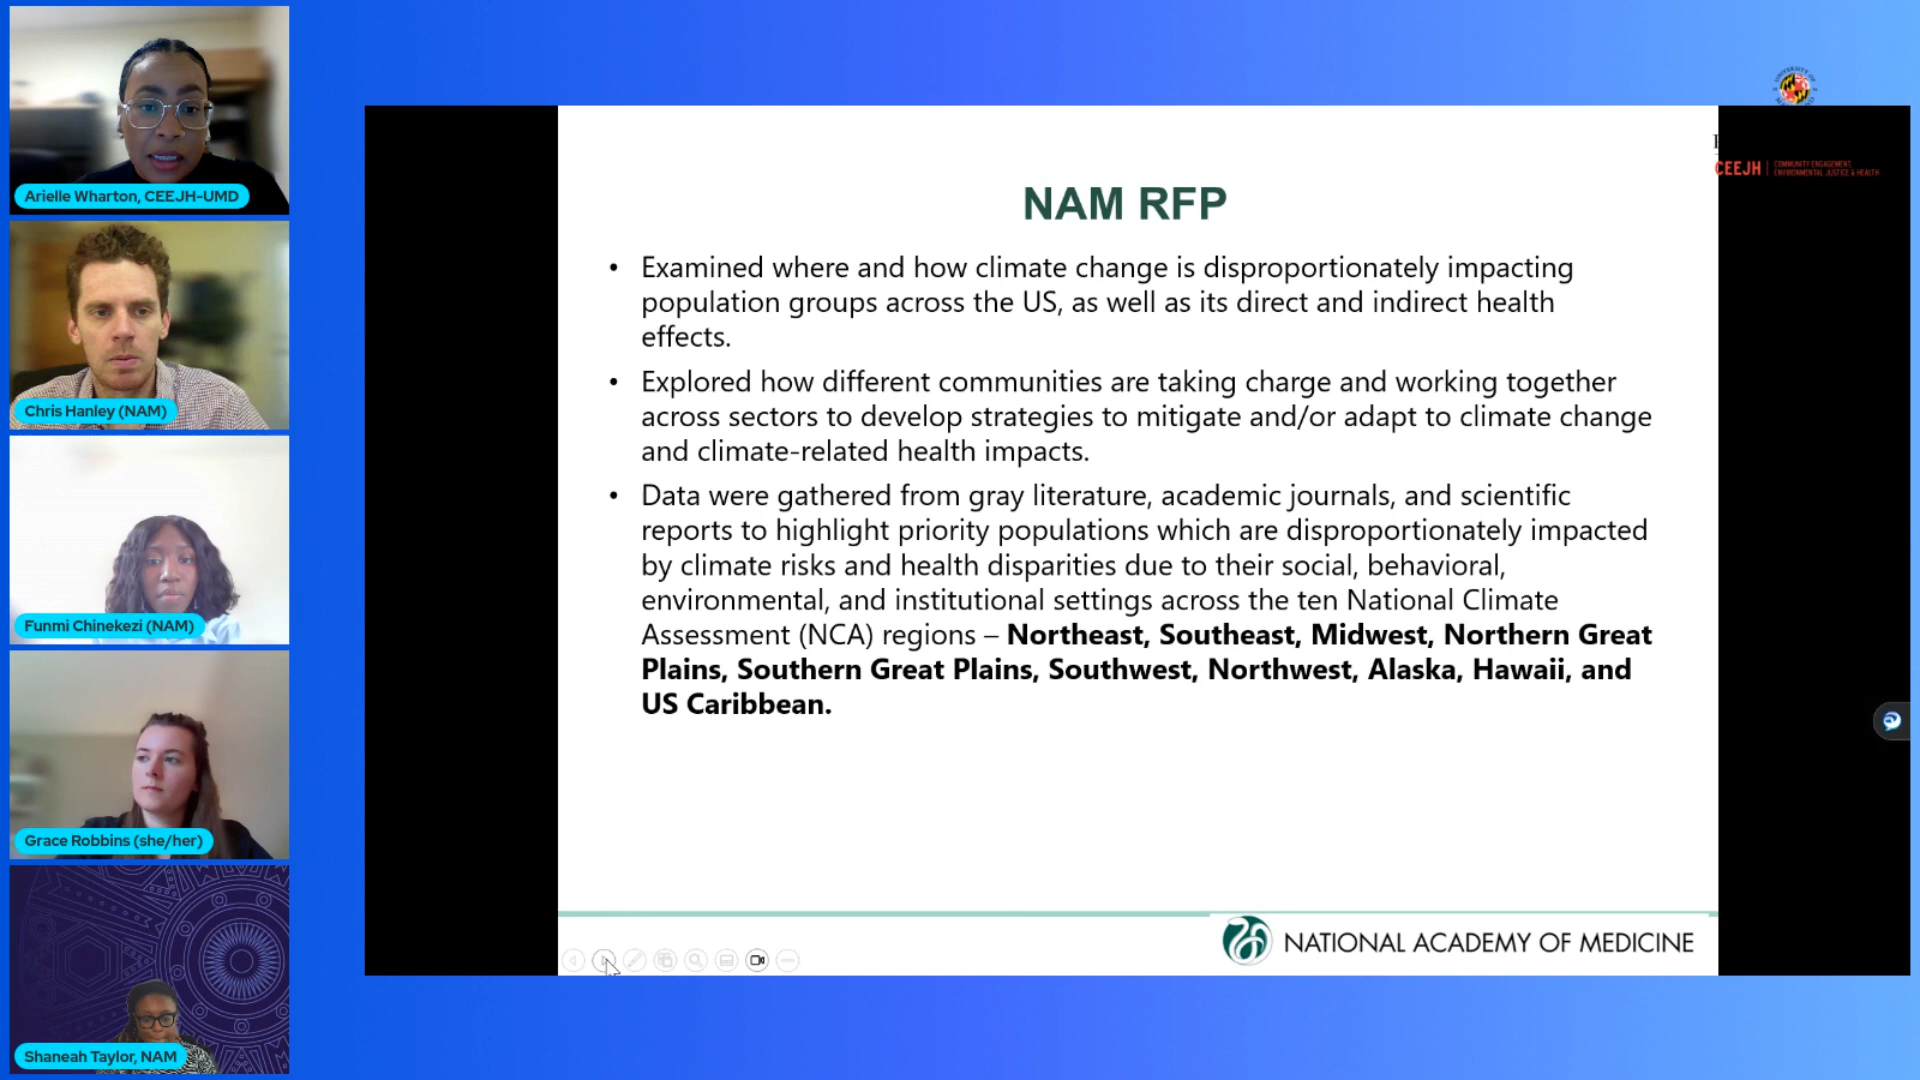 Arielle Wharton, CEEJH-UMD
Chris Hanley (NAM)
Funmi Chinekezi (NAM)
Grace Robbins (she/her)
Shaneah Taylor, NAM
UNIVERSITY OF
CEEJH | COMMUNITY ENGAGEMENT,
ENVIRONMENTAL JUSTICE & HEALTH
NAM RFP
• Examined where and how climate change is disproportionately impacting
population groups across the US, as well as its direct and indirect health
effects.
• Explored how different communities are taking charge and working together
across sectors to develop strategies to mitigate and/or adapt to climate change
and climate-related health impacts.
• Data were gathered from gray literature, academic journals, and scientific
reports to highlight priority populations which are disproportionately impacted
by climate risks and health disparities due to their social, behavioral,
environmental, and institutional settings across the ten National Climate
Assessment (NCA) regions – Northeast, Southeast, Midwest, Northern Great
Plains, Southern Great Plains, Southwest, Northwest, Alaska, Hawaii, and
US Caribbean.
NATIONAL ACADEMY OF MEDICINE